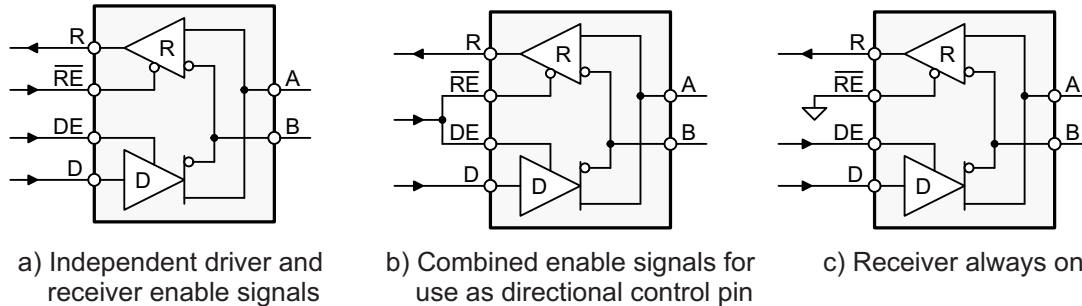 R
R
RE
A
DE
B
D
D
a) Independent driver and
receiver enable signals
R
R
RE
A
DE
B
D
D
b) Combined enable signals for
use as directional control pin
R
R
RE
A
DE
B
D
D
c) Receiver always on